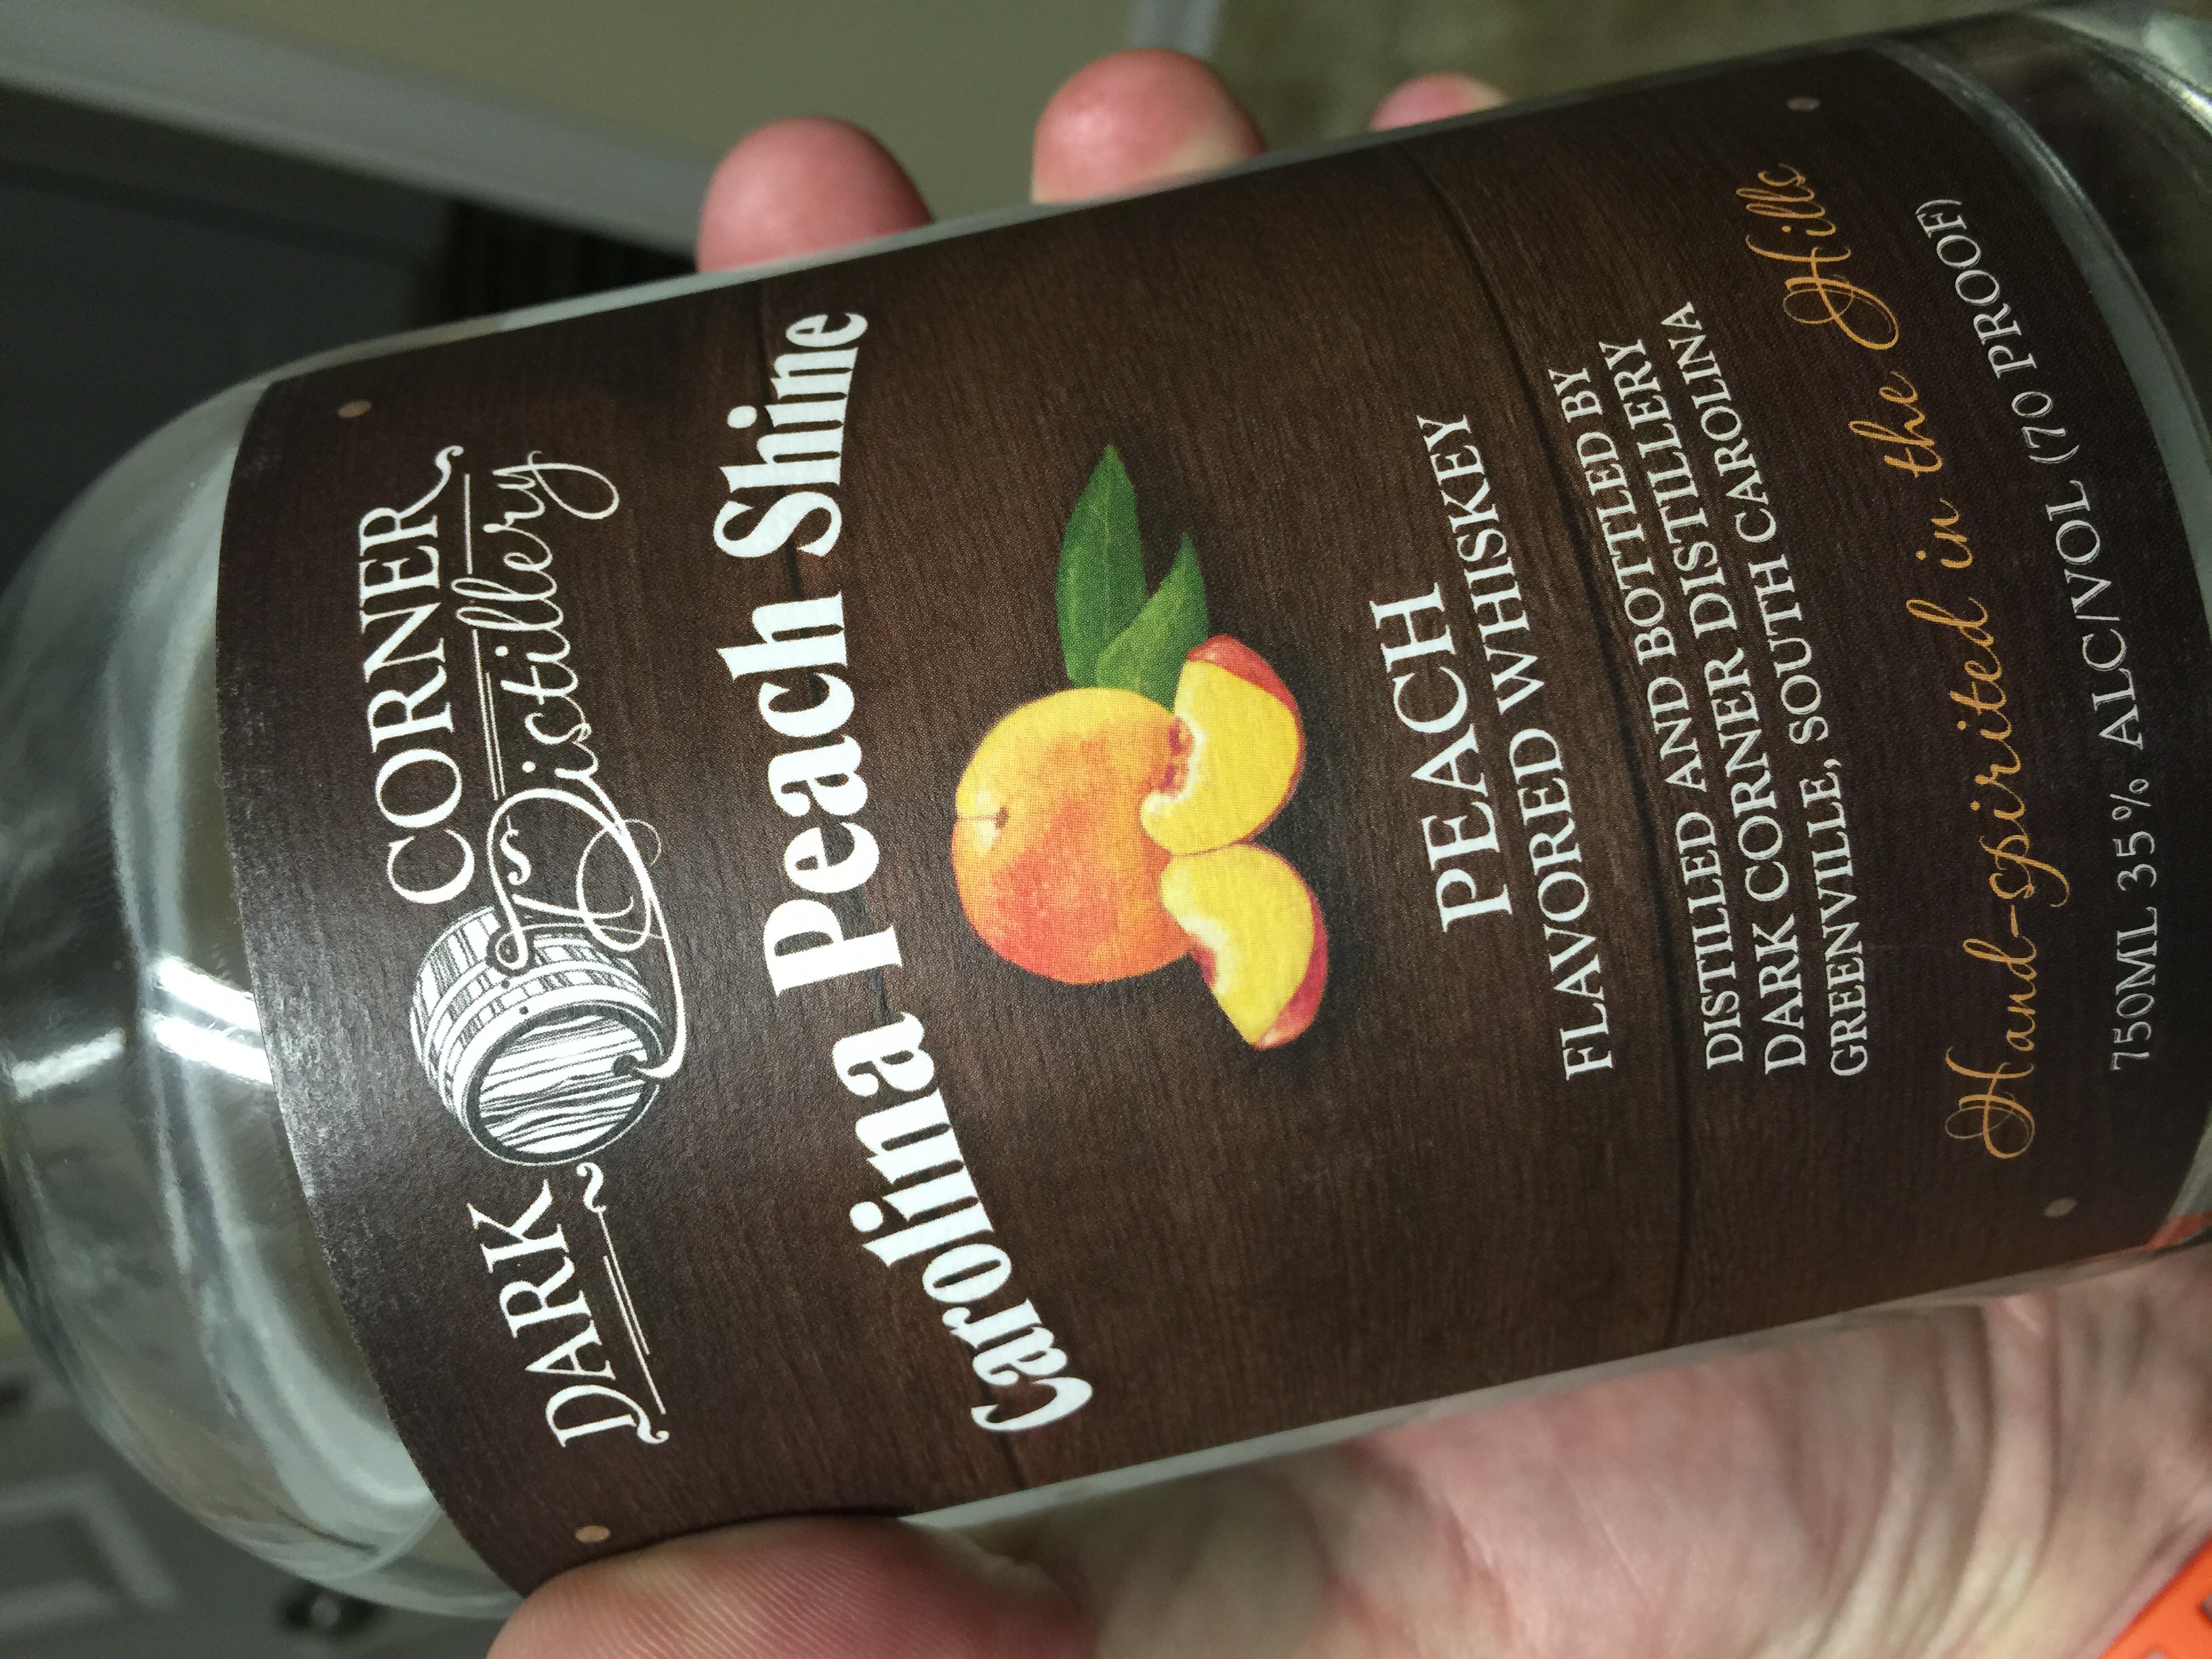 DARK CORNER
Distillery
Carolina Peach Shine
PEACH
FLAVORED WHISKEY
DISTILLED AND BOTTLED BY
DARK CORNER DISTILLERY
GREENVILLE, SOUTH CAROLINA
Hand-spirited in the Hills
750ML 35% ALC/VOL (70 PROOF)